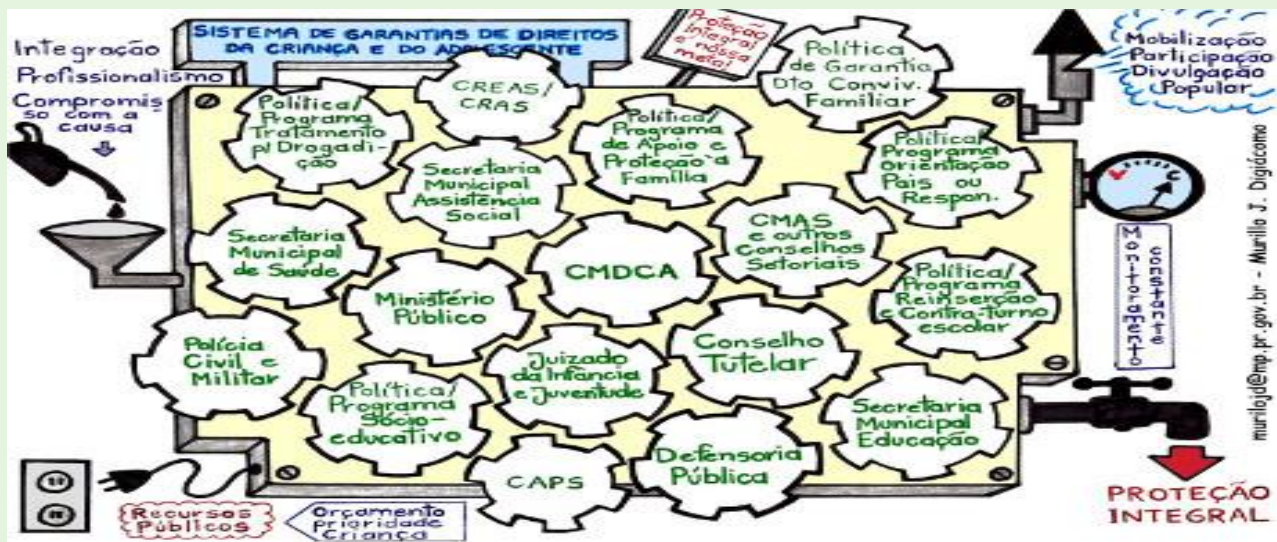 SISTEMA DE GARANTIAS DE DIREITOS
DA CRIANÇA E DO ADOLESCENTE
Integração
Profissionalismo
Compromis
so com a
causa
Proteção
Integral
é nossa
meta!
Mobilização
Participação
Divulgação
Popular
Política/
Programa
Tratamento
p/ Drogadi-
ção
CREAS/
CRAS
Política/
Programa
de Apoio e
Proteção à
Família
Política
de Garantia
Dto Conviv.
Familiar
Política/
Programa
orientação
Pais ou
Respon.
Secretaria
Municipal
Assistência
Social
Secretaria
Municipal
de Saúde
CMDCA
CMAS
e outros
Conselhos
Setoriais
Ministério
Público
Política/
Programa
Reinserção
e Contra-turno
escolar
Polícia
Civil e
Militar
Juizado
da Infância
e Juventude
Conselho
Tutelar
Política/
Programa
Sócio-
educativo
Secretaria
Municipal
Educação
CAPS
Defensoria
Pública
Monitoramento
constante
murilojd@mp.pr.gov.br - Murillo J. Digiácomo
Recursos
Públicos
Orçamento
prioridade
Criança
PROTEÇÃO
INTEGRAL